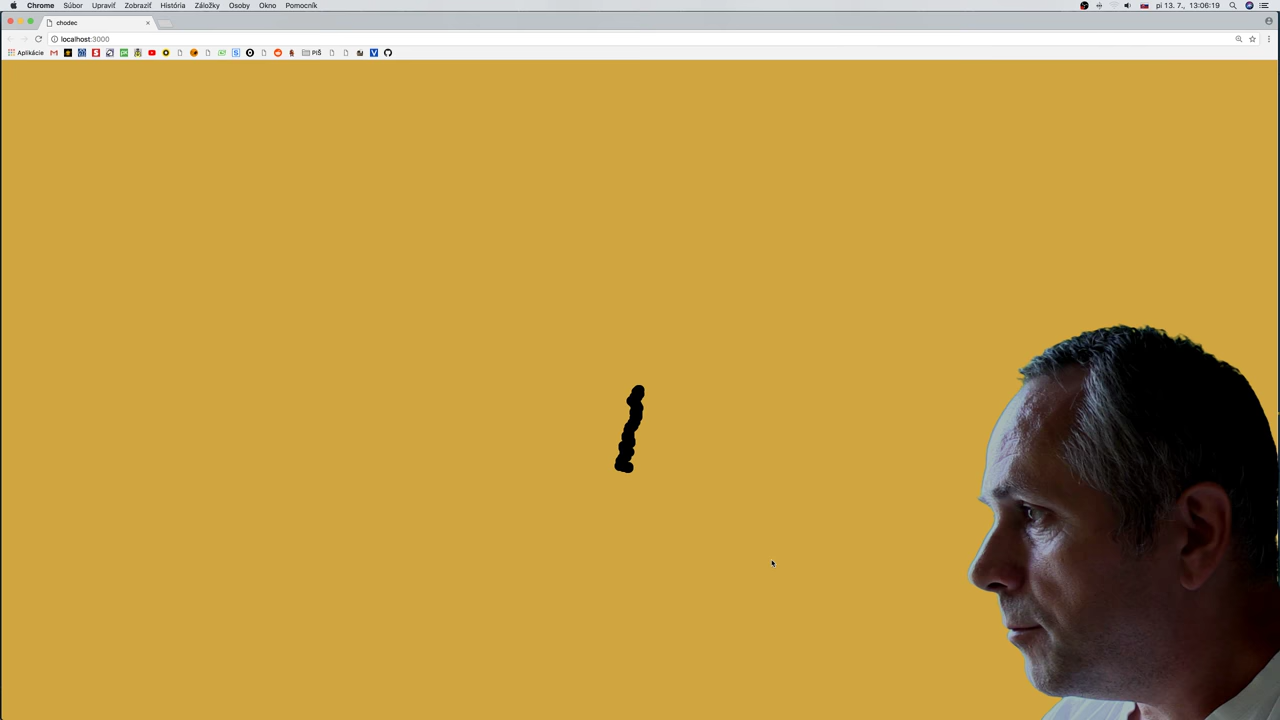 Chrome Súbor Upraviť Zobraziť História Záložky Osoby Okno Pomocník pi 13. 7., 13:06:19
chodec
localhost:3000
Aplikácie PIŠ